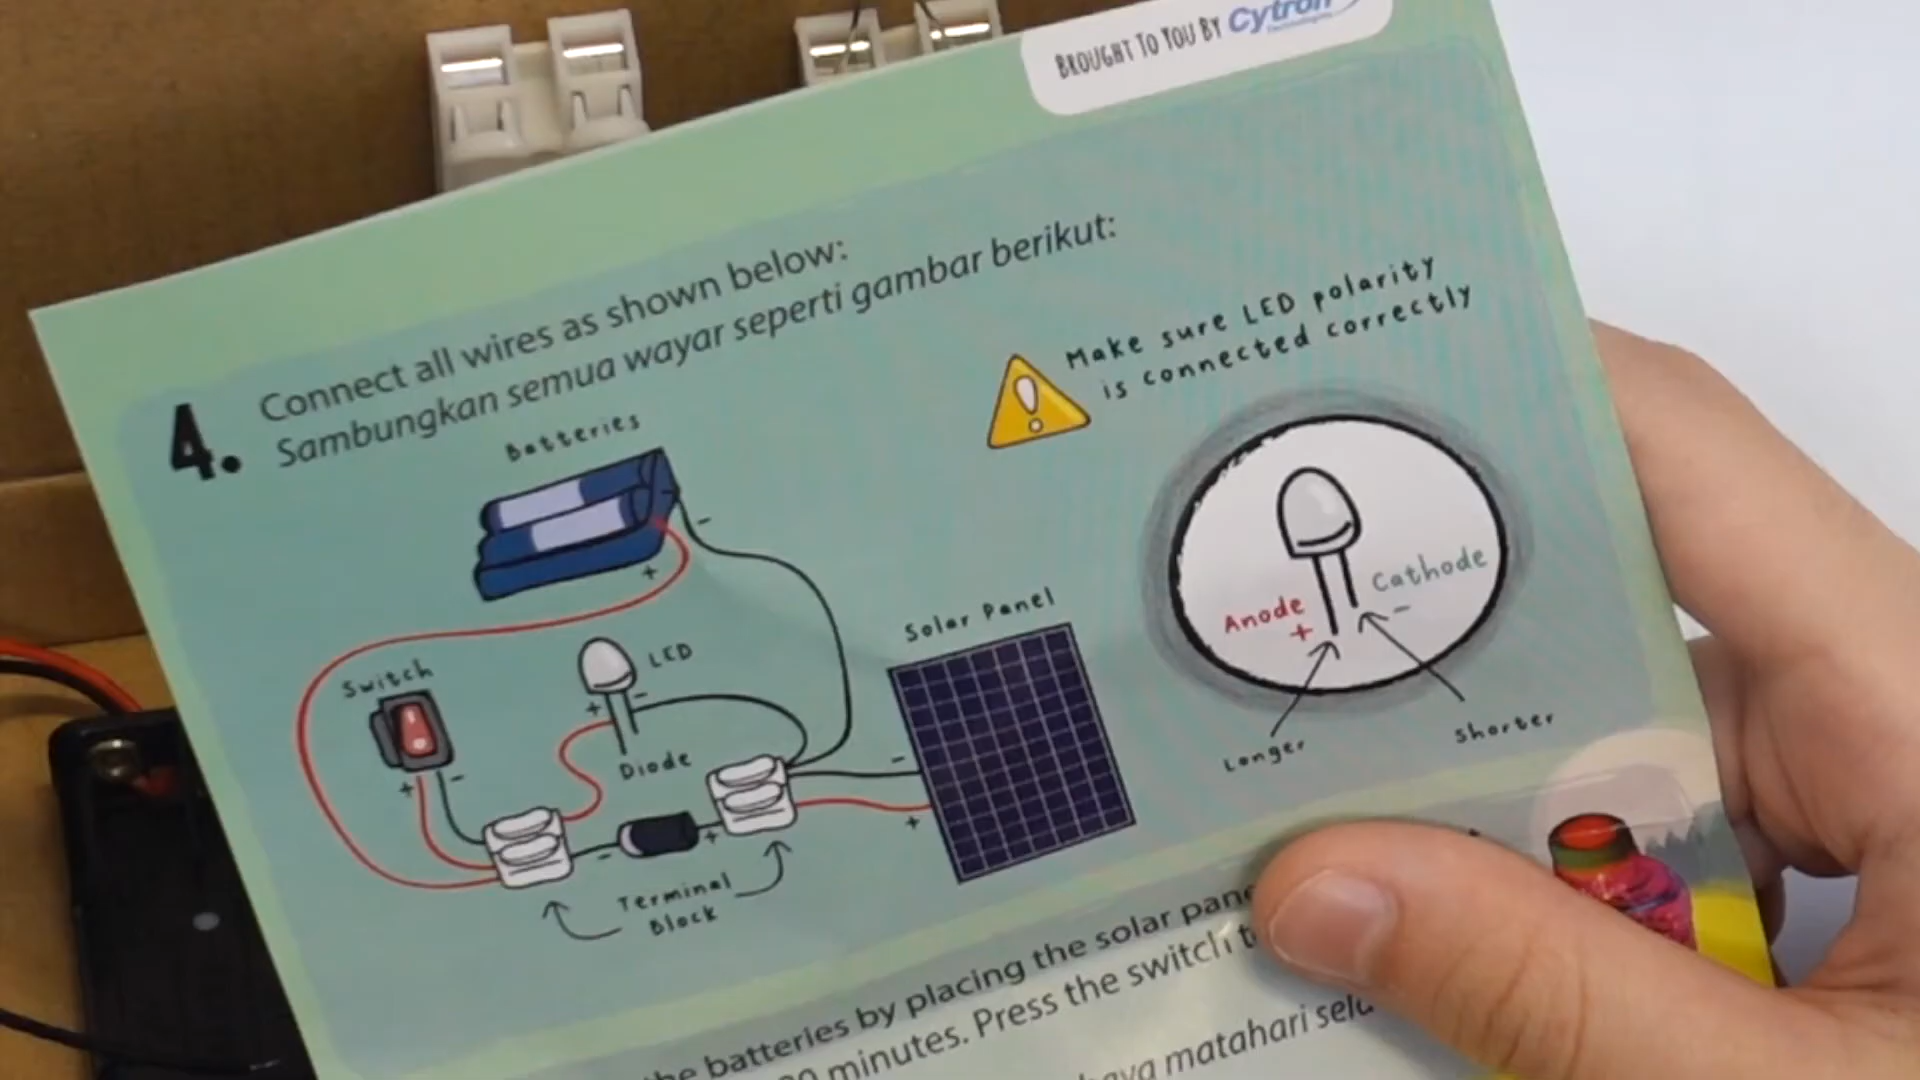 BROUGHT TO YOU BY Cytron
4.
Connect all wires as shown below:
Sambungkan semua wayar seperti gambar berikut:
Make sure LED polarity
is connected correctly
Batteries
-
+
Solar Panel
Switch
LED
Cathode
-
Anode
+
+
-
Diode
+
-
-
+
-
+
Longer
Shorter
Terminal
Block
batteries by placing the solar
minutes. Press the switch
matahari